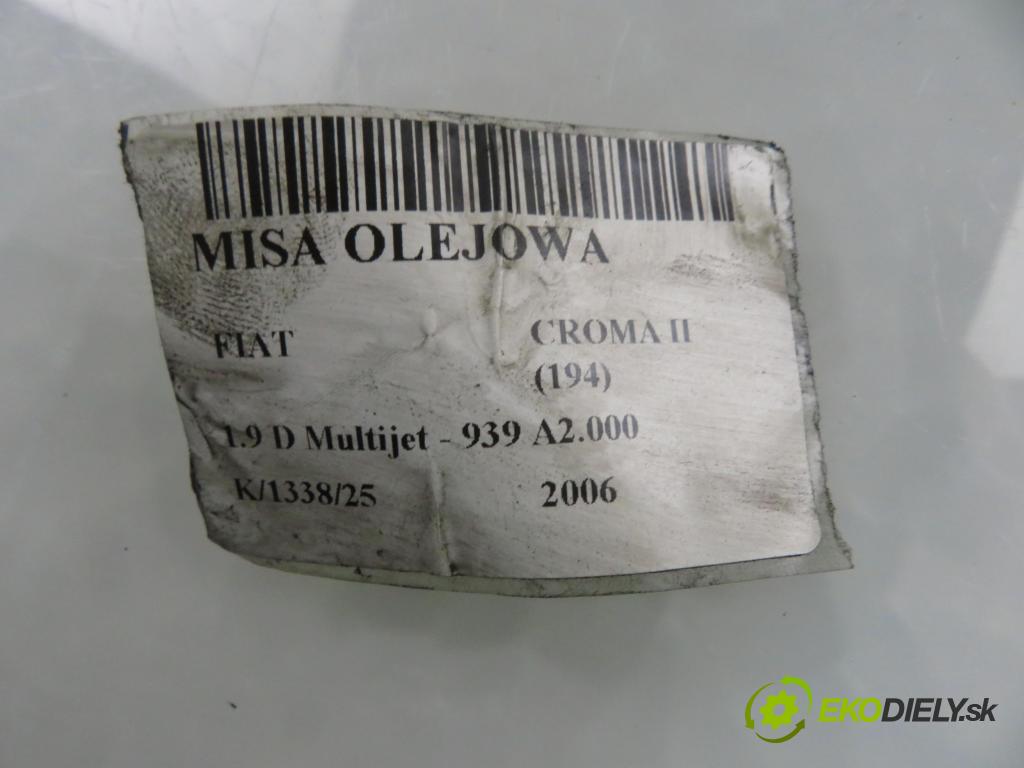 MISA OLEJOWA
FIAT CROMA II
(194)
1.9 D Multijet - 939 A2.000
K/1338/25 2006
EKODIELY.sk